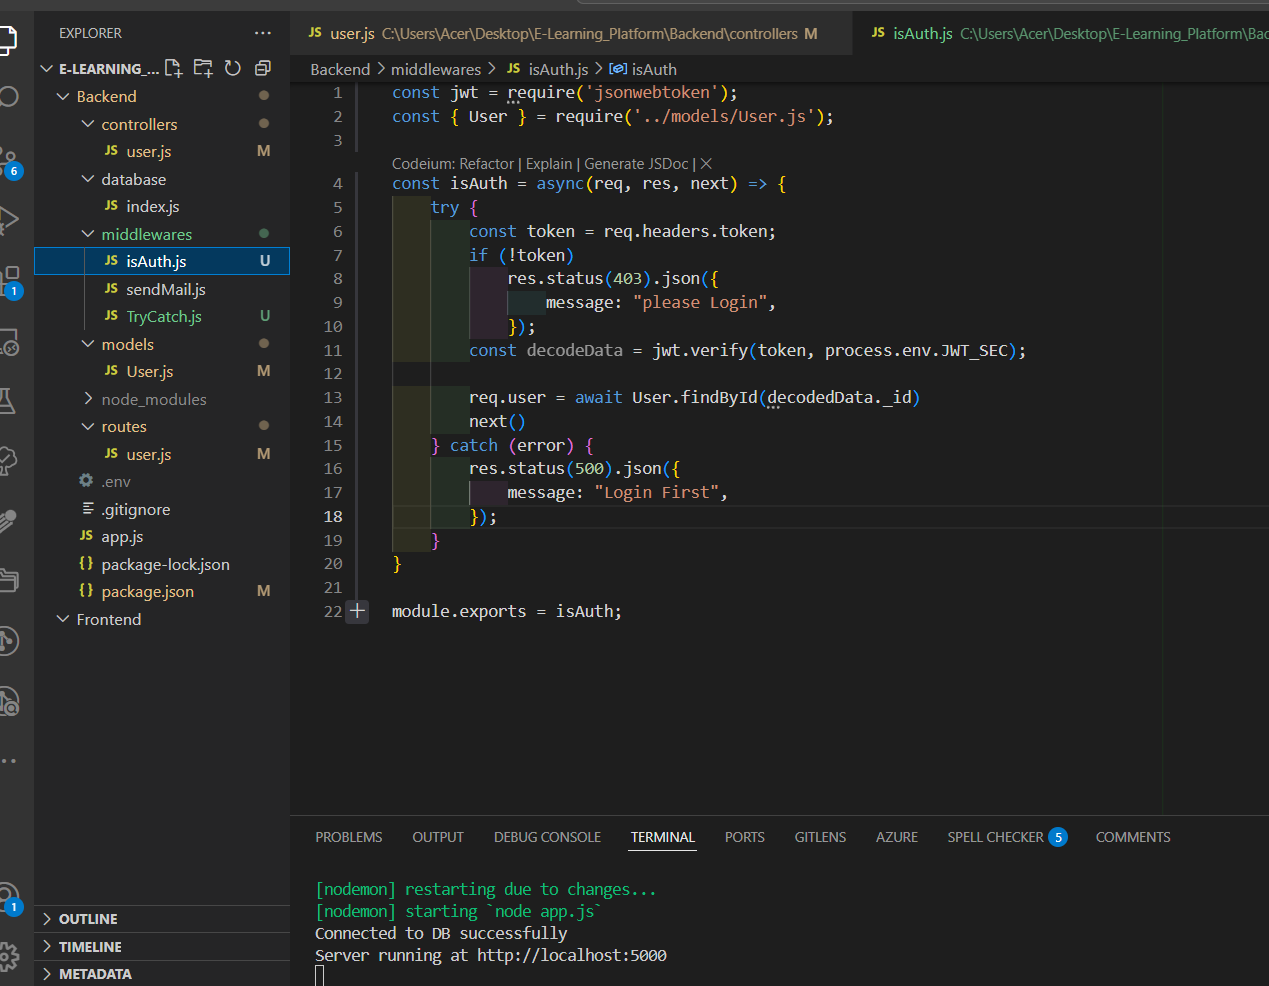 EXPLORER
E-LEARNING_...
Backend
controllers
JS user.js M
database
JS index.js
middlewares
JS isAuth.js U
JS sendMail.js
JS TryCatch.js U
models
JS User.js M
node_modules
routes
JS user.js M
.env
.gitignore
JS app.js
{} package-lock.json
{} package.json M
Frontend
OUTLINE
TIMELINE
METADATA
6
1
1
JS user.js C:\Users\Acer\Desktop\E-Learning_Platform\Backend\controllers M
JS isAuth.js C:\Users\Acer\Desktop\E-Learning_Platform\Bac
Backend > middlewares > JS isAuth.js > isAuth
1 const jwt = require('jsonwebtoken');
2 const { User } = require('../models/User.js');
3
Codeium: Refactor | Explain | Generate JSDoc | X
4 const isAuth = async(req, res, next) => {
5 try {
6 const token = req.headers.token;
7 if (!token)
8 res.status(403).json({
9 message: "please Login",
10 });
11 const decodeData = jwt.verify(token, process.env.JWT_SEC);
12
13 req.user = await User.findById(decodedData._id)
14 next()
15 } catch (error) {
16 res.status(500).json({
17 message: "Login First",
18 });
19 }
20 }
21
22 module.exports = isAuth;
PROBLEMS OUTPUT DEBUG CONSOLE TERMINAL PORTS GITLENS AZURE SPELL CHECKER 5 COMMENTS
[nodemon] restarting due to changes...
[nodemon] starting `node app.js`
Connected to DB successfully
Server running at http://localhost:5000